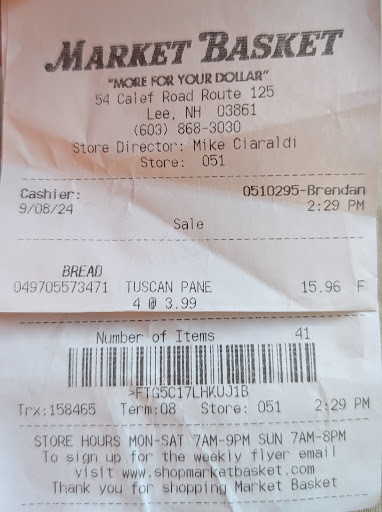 MARKET BASKET
"MORE FOR YOUR DOLLAR"
54 Calef Road Route 125
Lee, NH 03861
(603) 868-3030
Store Director: Mike Ciaraldi
Store: 051
Cashier: 0510295-Brendan
9/08/24 2:29 PM
Sale
BREAD
049705573471 TUSCAN PANE 15.96 F
4 @ 3.99
Number of Items 41
>FTG5C17LHKUJ1B
Trx:158465 Term:08 Store: 051 2:29 PM
STORE HOURS MON-SAT 7AM-9PM SUN 7AM-8PM
To sign up for the weekly flyer email
visit www.shopmarketbasket.com
Thank you for shopping Market Basket